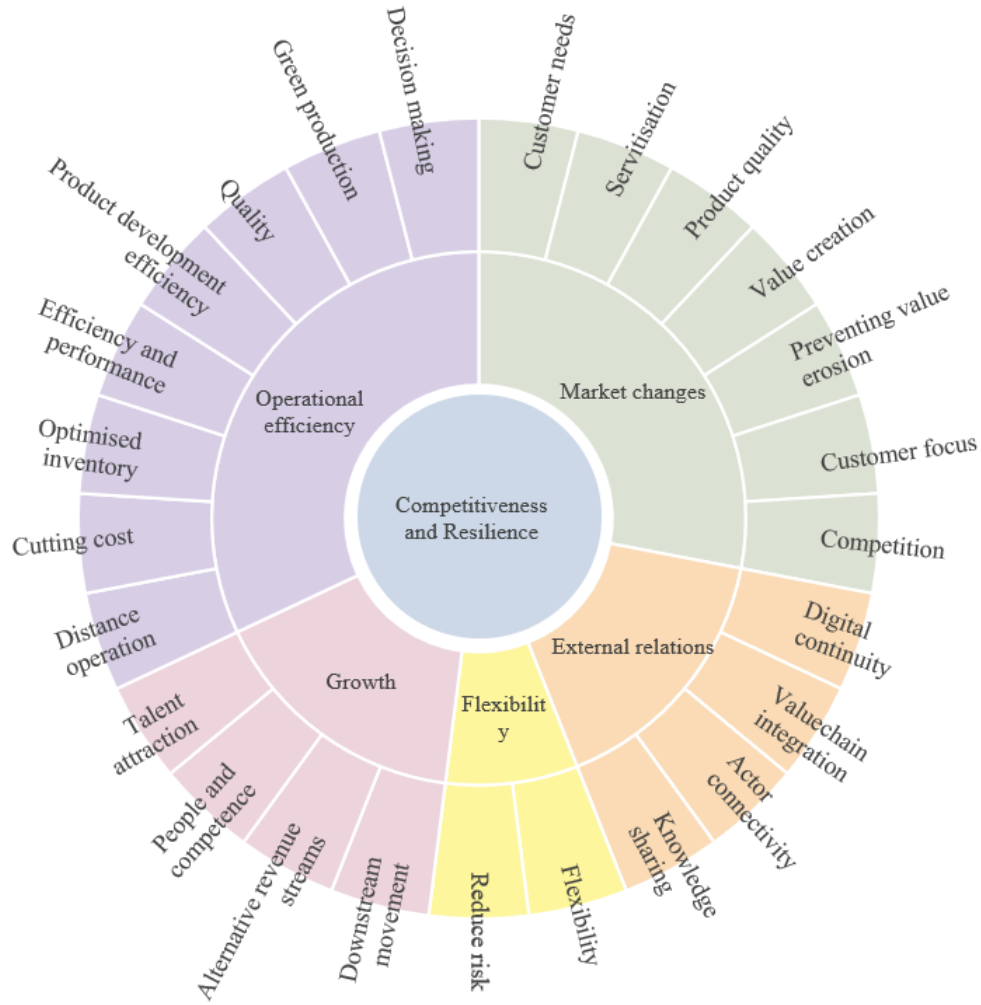 Competitiveness
and Resilience
Market changes
Customer needs
Servitisation
Product quality
Value creation
Preventing value
erosion
Customer focus
Competition
External relations
Digital
continuity
Valuechain
integration
Actor
connectivity
Knowledge
sharing
Flexibilit
y
Flexibility
Reduce risk
Growth
Downstream
movement
Alternative revenue
streams
People and
competence
Talent
attraction
Operational
efficiency
Distance
operation
Cutting cost
Optimised
inventory
Efficiency and
performance
Product development
efficiency
Quality
Green production
Decision making